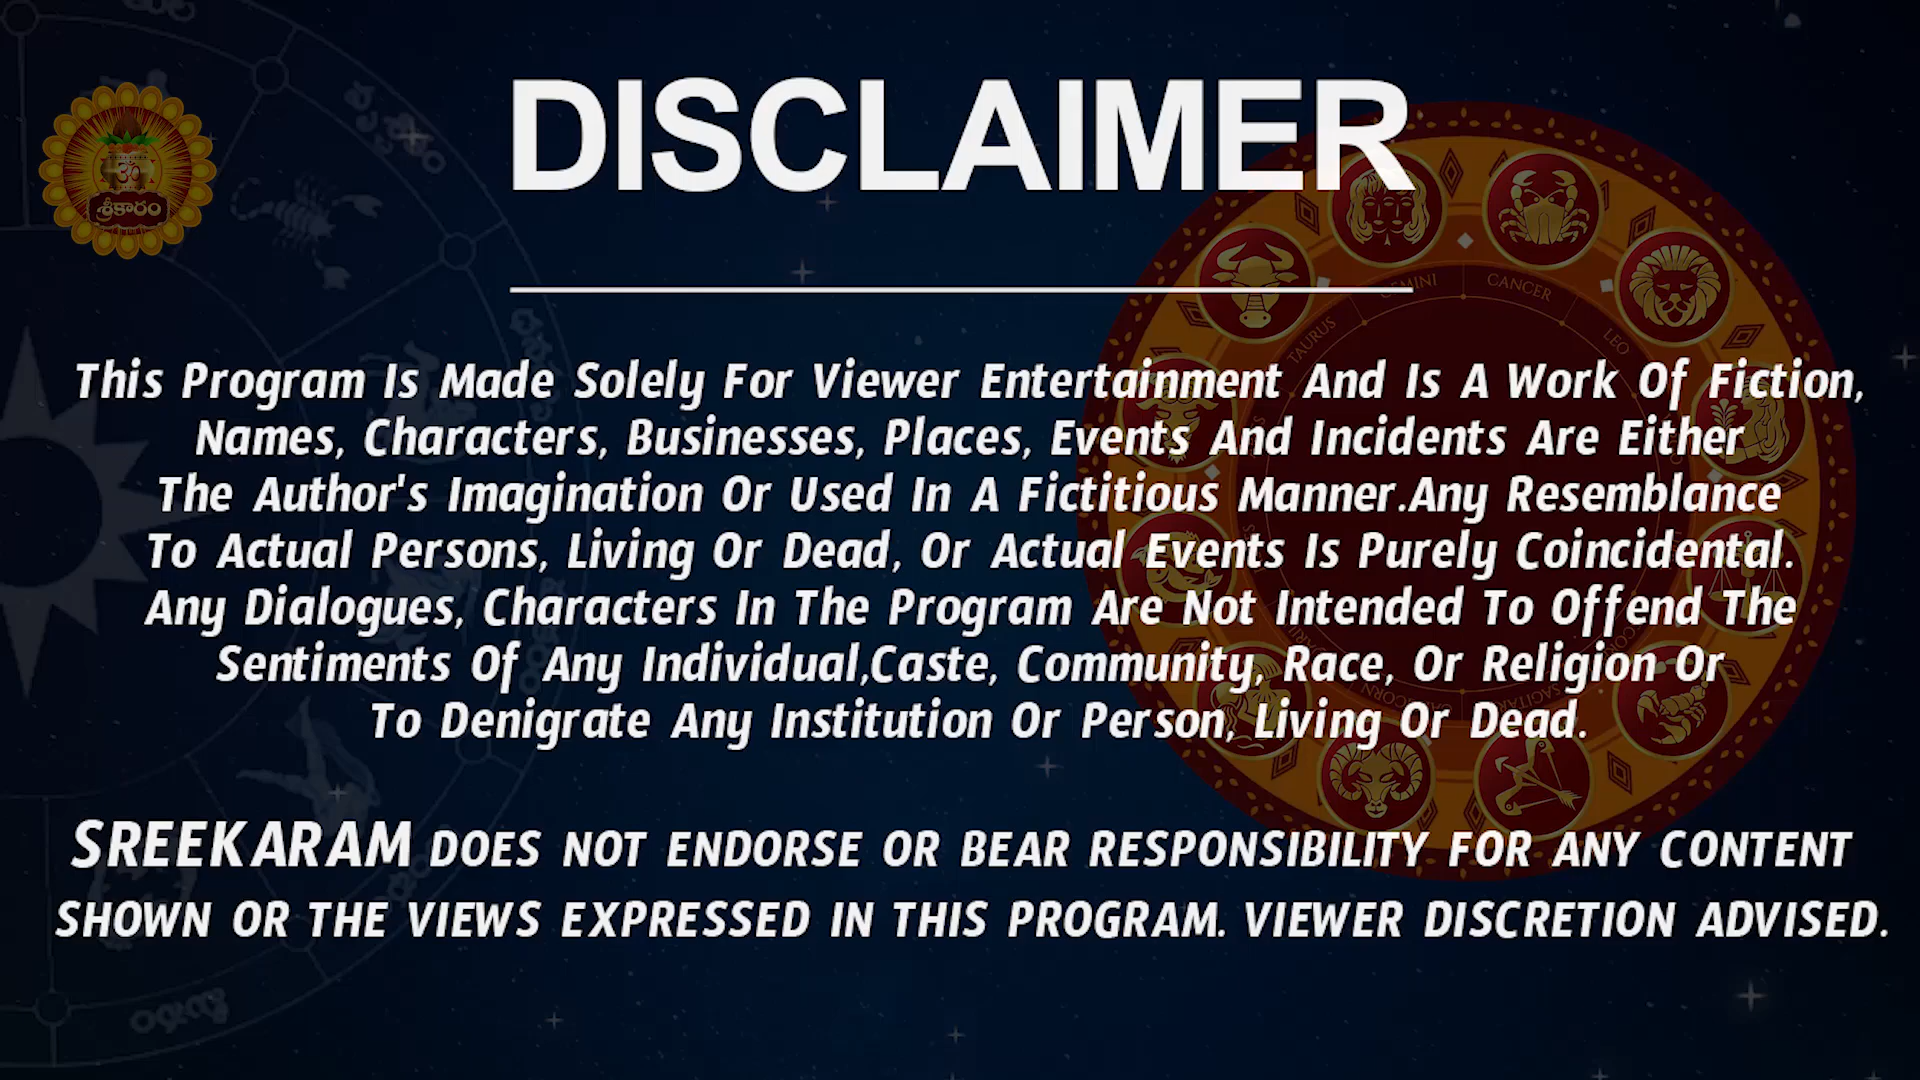 DISCLAIMER
శ్రీకారం
GEMINI
CANCER
TAURUS
LEO
This Program Is Made Solely For Viewer Entertainment And Is A Work Of Fiction,
Names, Characters, Businesses, Places, Events And Incidents Are Either
The Author's Imagination Or Used In A Fictitious Manner.Any Resemblance
To Actual Persons, Living Or Dead, Or Actual Events Is Purely Coincidental.
Any Dialogues, Characters In The Program Are Not Intended To Offend The
Sentiments Of Any Individual,Caste, Community, Race, Or Religion Or
To Denigrate Any Institution Or Person, Living Or Dead.
SREEKARAM DOES NOT ENDORSE OR BEAR RESPONSIBILITY FOR ANY CONTENT
SHOWN OR THE VIEWS EXPRESSED IN THIS PROGRAM. VIEWER DISCRETION ADVISED.